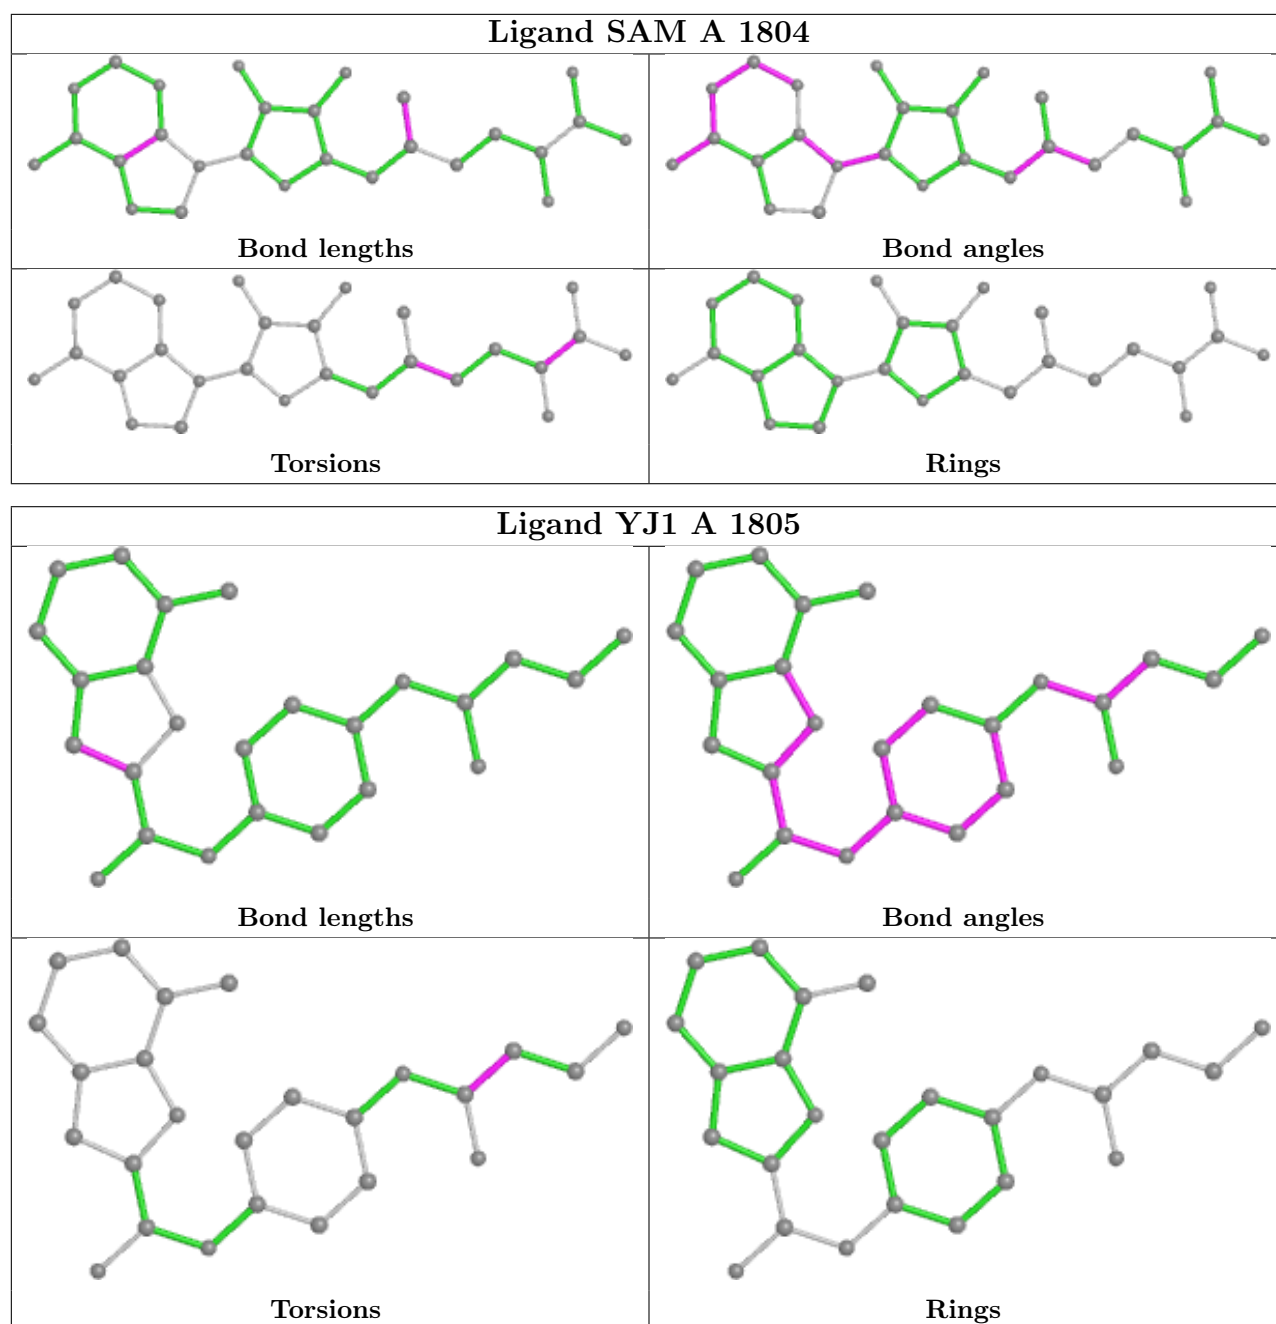 Ligand SAM A 1804
Bond lengths
Bond angles
Torsions
Rings
Ligand YJ1 A 1805
Bond lengths
Bond angles
Torsions
Rings